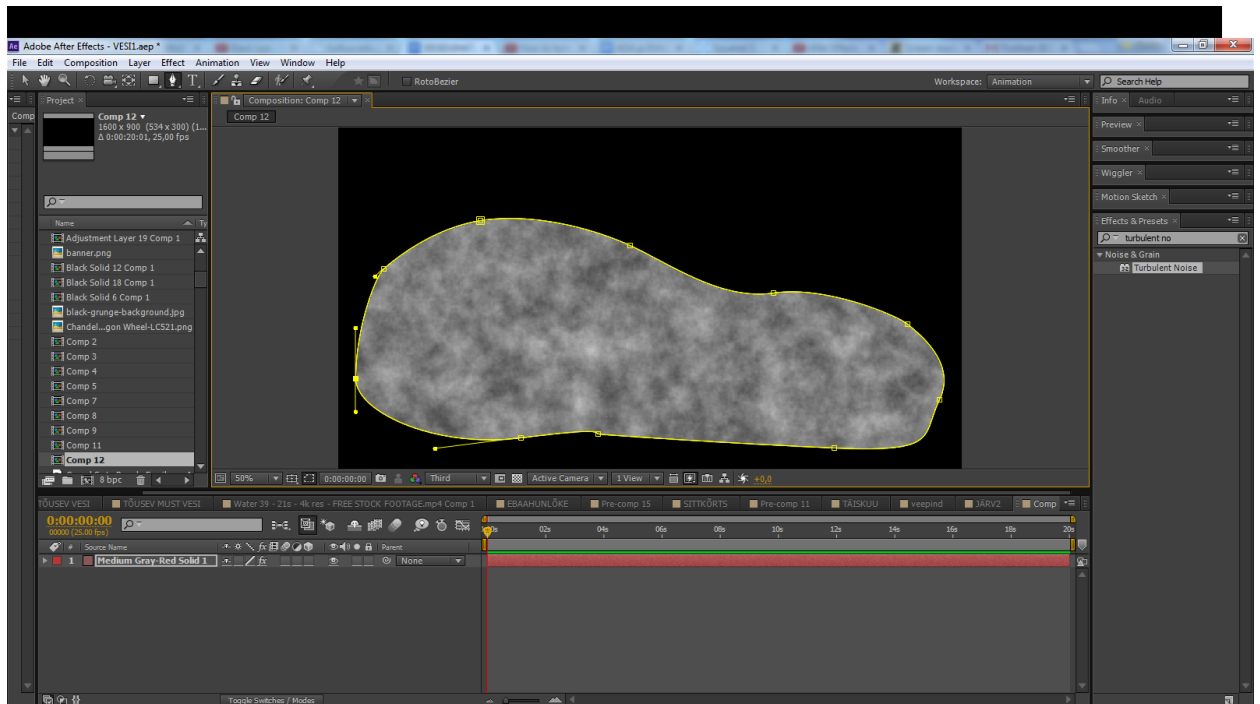 Adobe After Effects - VESI1.aep *
File Edit Composition Layer Effect Animation View Window Help
RotoBezier
Workspace: Animation
Search Help
Project
Composition: Comp 12
Info Audio
Comp
Comp 12
1600 x 900 (534 x 300) (1...
Δ 0:00:20:01, 25,00 fps)
Comp 12
Preview
Smoother
Wiggler
Motion Sketch
Effects & Presets
turbulent no
Noise & Grain
Turbulent Noise
Name Ty
Adjustment Layer 19 Comp 1
banner.png
Black Solid 12 Comp 1
Black Solid 18 Comp 1
Black Solid 6 Comp 1
black-grunge-background.jpg
Chandel...gon Wheel-LC521.png
Comp 2
Comp 3
Comp 4
Comp 5
Comp 7
Comp 8
Comp 9
Comp 11
Comp 12
8 bpc
50% 0:00:00:00 Third Active Camera 1 View +0,0
TÕUSEV VESI TÕUSEV MUST VESI Water 39 - 21s - 4k res - FREE STOCK FOOTAGE.mp4 Comp 1 EBAAHUNLÕKE Pre-comp 15 SITTKÕRTS Pre-comp 11 TÄISKUU veepind JÄRV2 Comp
0:00:00:00
00000 (25.00 fps)
02s 04s 06s 08s 10s 12s 14s 16s 18s 20s
# Source Name Parent
1 Medium Gray-Red Solid 1 None
Toggle Switches / Modes